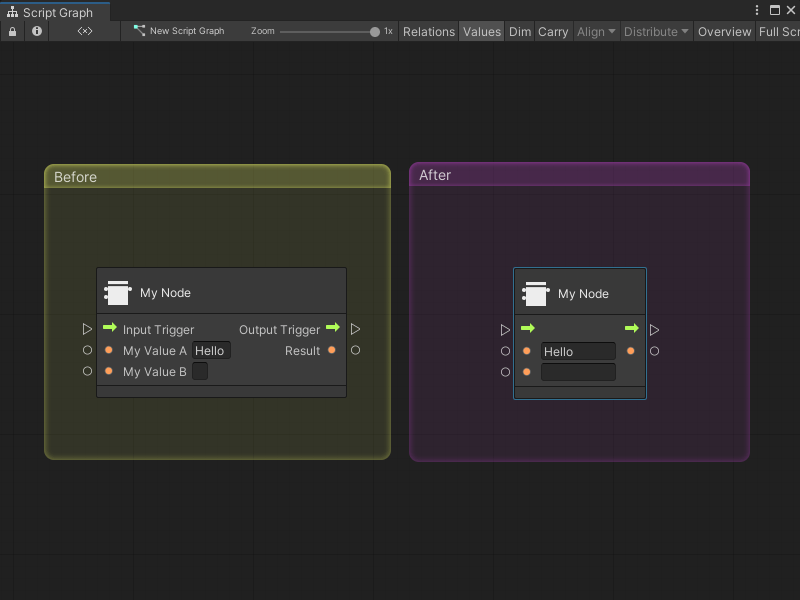 Script Graph
<×> New Script Graph Zoom 1x Relations Values Dim Carry Align Distribute Overview Full Scr
Before
My Node
Input Trigger Output Trigger
My Value A Hello Result
My Value B
After
My Node
Hello